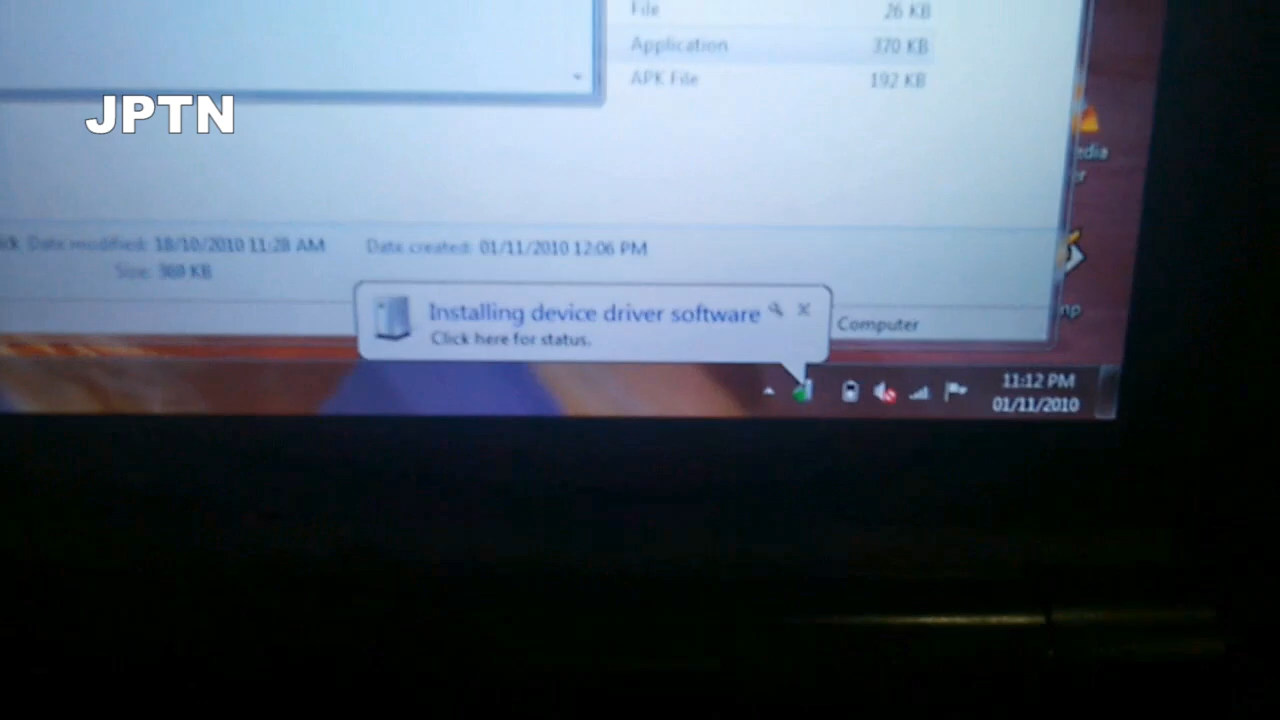 File 26 KB
Application 370 KB
APK File 192 KB
JPTN
Date modified: 18/10/2010 11:28 AM Date created: 01/11/2010 12:06 PM
Size: 369 KB
Installing device driver software
Click here for status.
Computer
11:12 PM
01/11/2010